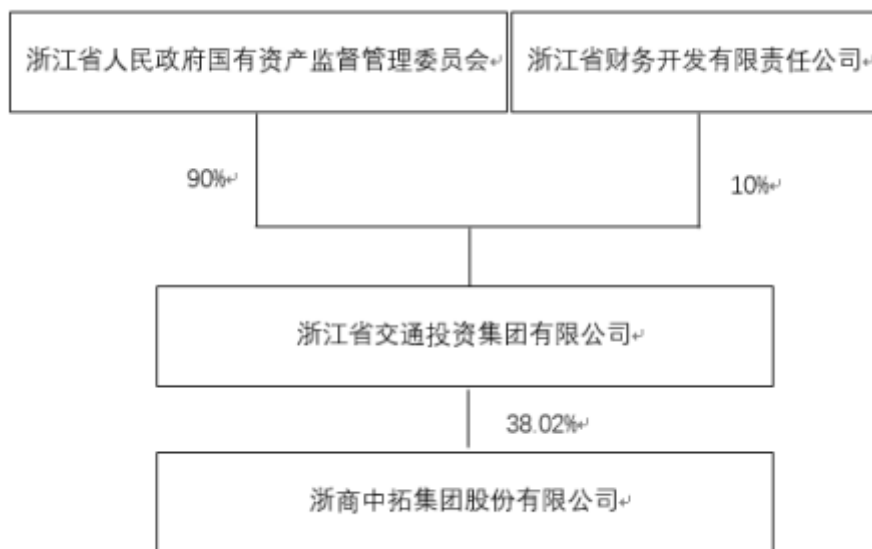 浙江省人民政府国有资产监督管理委员会
浙江省财务开发有限责任公司
90%
10%
浙江省交通投资集团有限公司
38.02%
浙商中拓集团股份有限公司